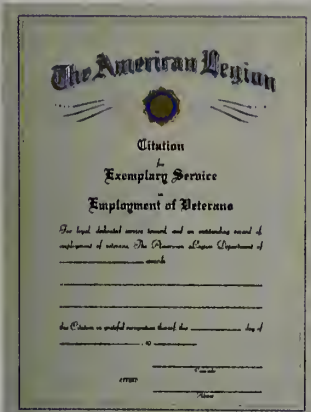 The American Legion
Citation
for
Exemplary Service
in
Employment of Veterans
For loyal, dedicated service toward, and an outstanding record of
employment of veterans, The American Legion Department of
awards
this Citation in grateful recognition thereof, this day of
, 19 .
ATTEST